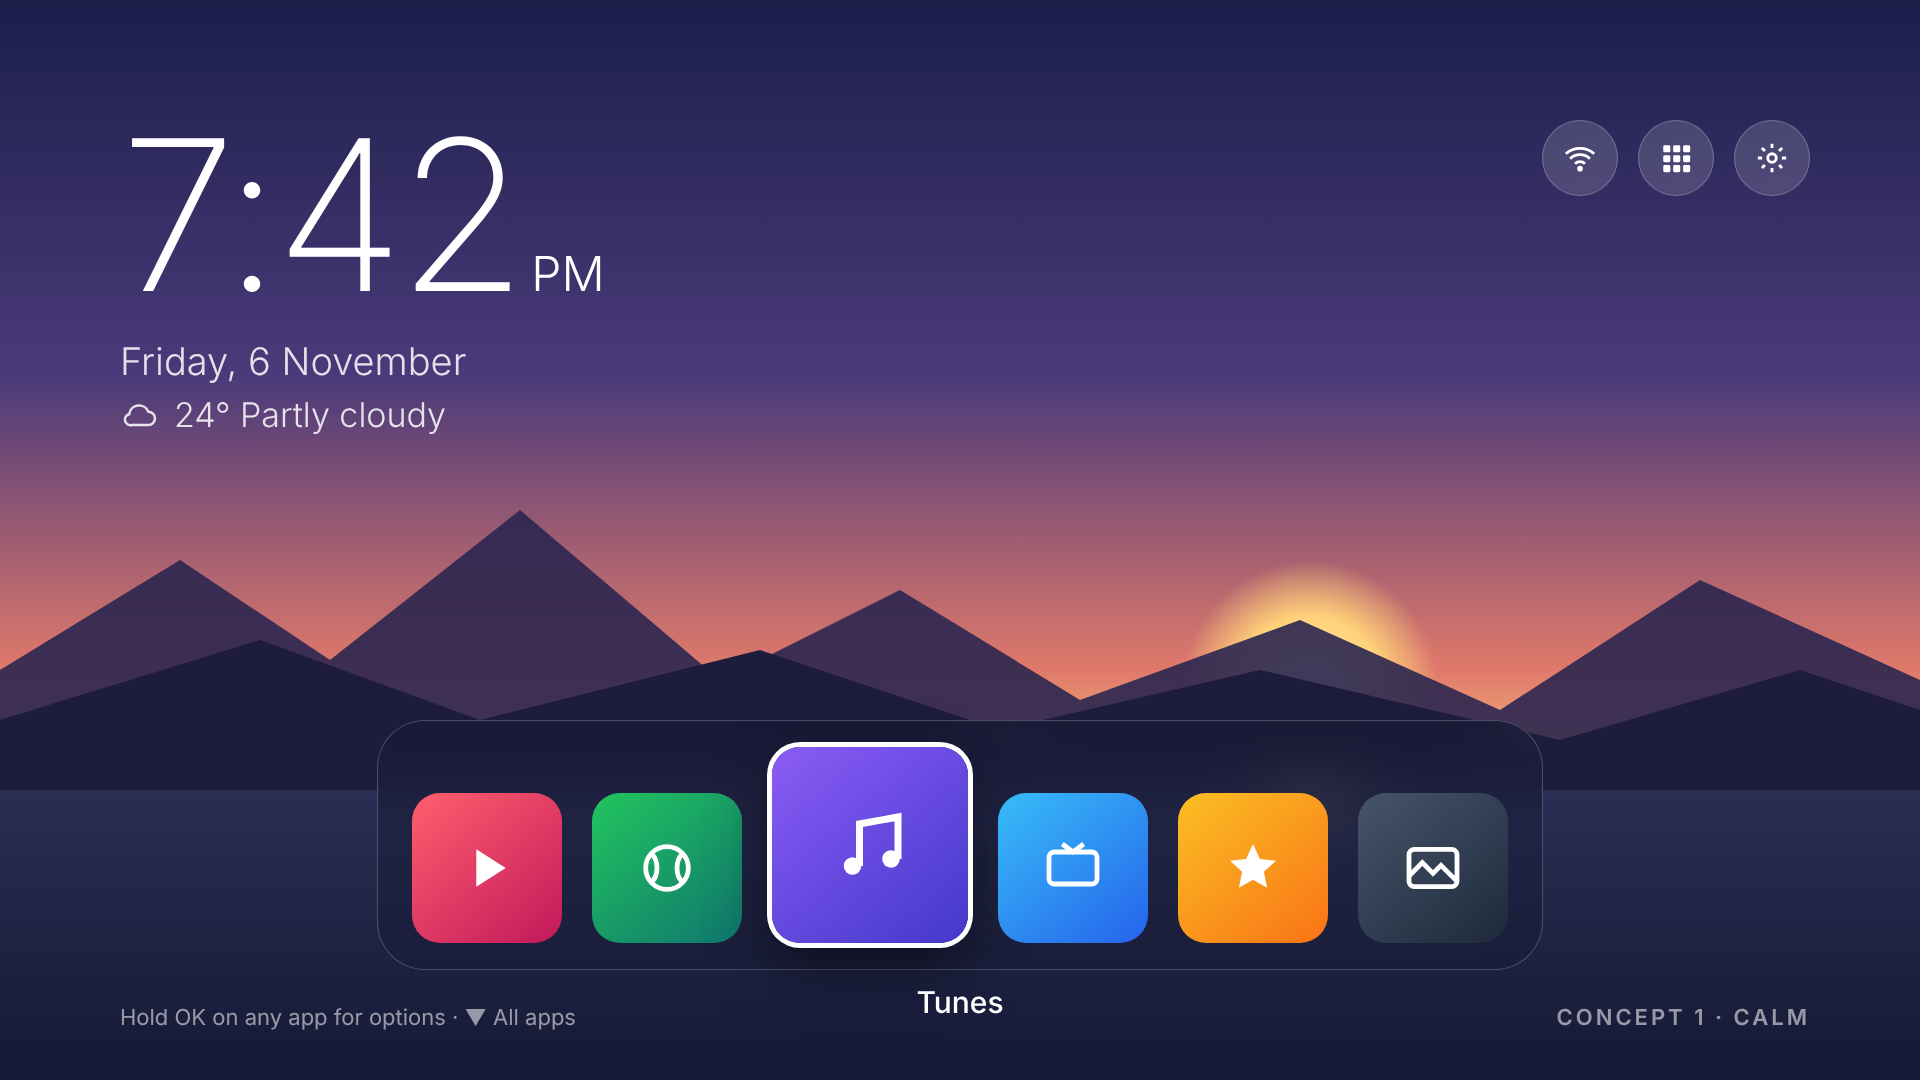 7:42 PM
Friday, 6 November
24° Partly cloudy
Tunes
Hold OK on any app for options · ▼ All apps
CONCEPT 1 · CALM